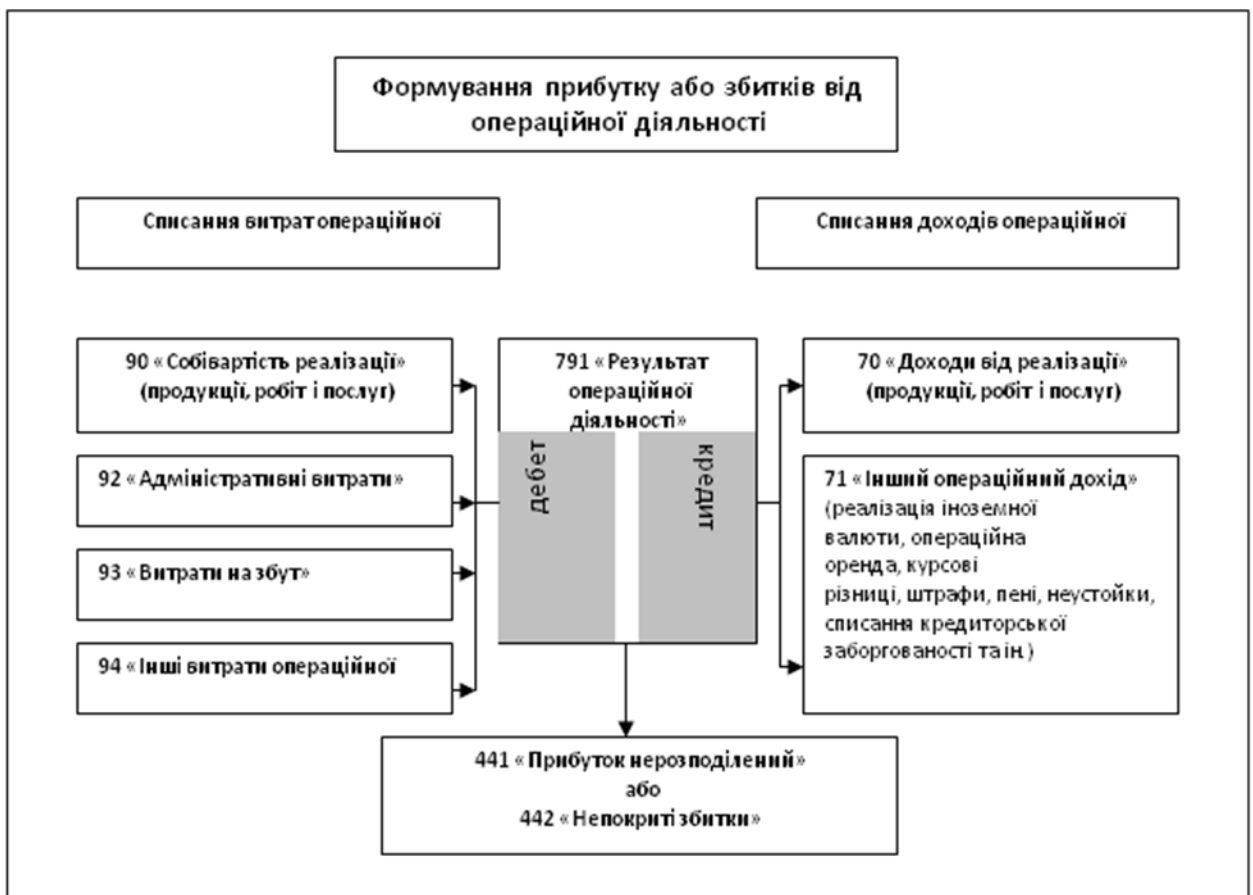 Формування прибутку або збитків від
операційної діяльності
Списання витрат операційної
Списання доходів операційної
90 «Собівартість реалізації»
(продукції, робіт і послуг)
92 «Адміністративні витрати»
93 «Витрати на збут»
94 «Інші витрати операційної
791 «Результат
операційної
діяльності»
дебет
кредит
70 «Доходи від реалізації»
(продукції, робіт і послуг)
71 «Інший операційний дохід»
(реалізація іноземної
валюти, операційна
оренда, курсові
різниці, штрафи, пені, неустойки,
списання кредиторської
заборгованості та ін.)
441 «Прибуток нерозподілений»
або
442 «Непокриті збитки»